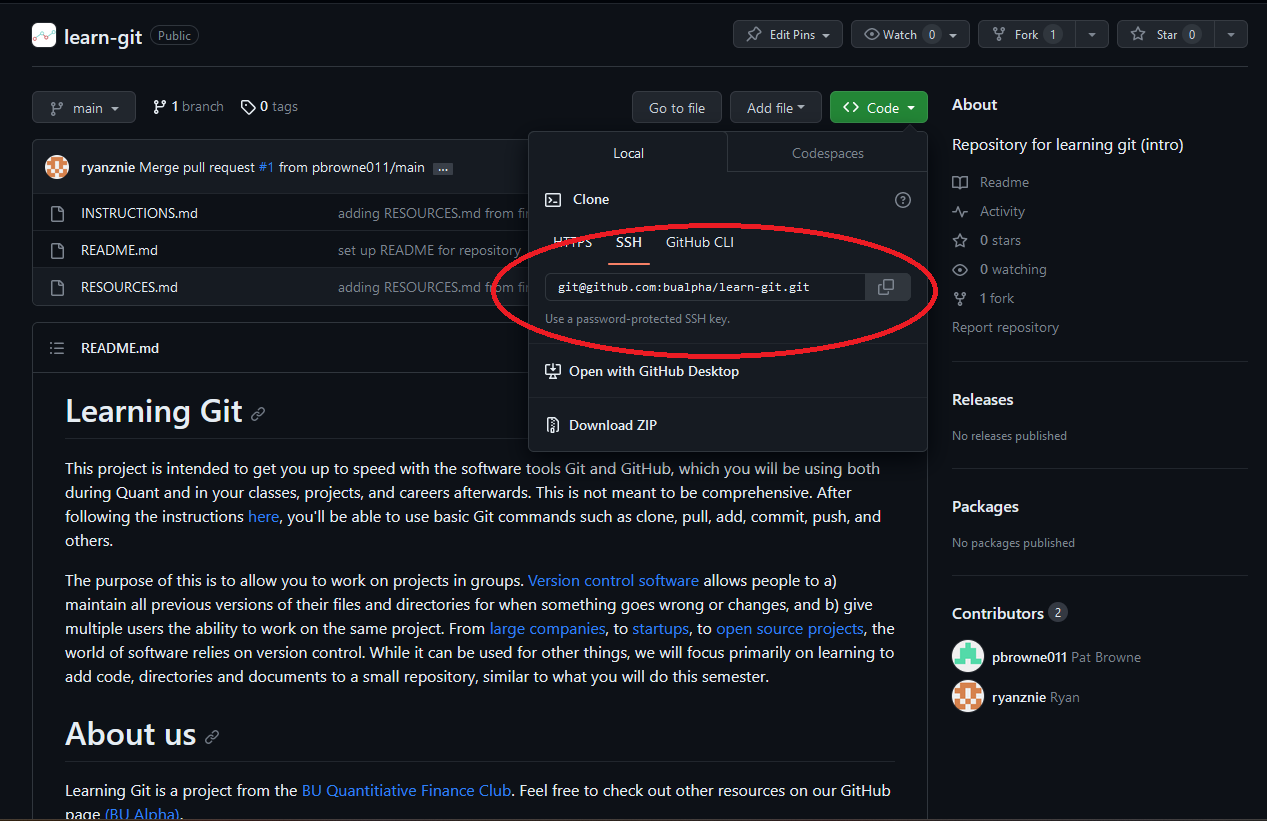 learn-git Public
Edit Pins Watch 0 Fork 1 Star 0
main 1 branch 0 tags Go to file Add file <> Code
ryanznie Merge pull request #1 from pbrowne011/main ...
INSTRUCTIONS.md adding RESOURCES.md from fir
README.md set up README for repository
RESOURCES.md adding RESOURCES.md from fir
Local Codespaces
Clone
HTTPS SSH GitHub CLI
git@github.com:bualpha/learn-git.git
Use a password-protected SSH key.
Open with GitHub Desktop
Download ZIP
README.md
Learning Git
This project is intended to get you up to speed with the software tools Git and GitHub, which you will be using both
during Quant and in your classes, projects, and careers afterwards. This is not meant to be comprehensive. After
following the instructions here, you'll be able to use basic Git commands such as clone, pull, add, commit, push, and
others.
The purpose of this is to allow you to work on projects in groups. Version control software allows people to a)
maintain all previous versions of their files and directories for when something goes wrong or changes, and b) give
multiple users the ability to work on the same project. From large companies, to startups, to open source projects, the
world of software relies on version control. While it can be used for other things, we will focus primarily on learning to
add code, directories and documents to a small repository, similar to what you will do this semester.
About us
Learning Git is a project from the BU Quantitiative Finance Club. Feel free to check out other resources on our GitHub
page (BU Alpha).
About
Repository for learning git (intro)
Readme
Activity
0 stars
0 watching
1 fork
Report repository
Releases
No releases published
Packages
No packages published
Contributors 2
pbrowne011 Pat Browne
ryanznie Ryan